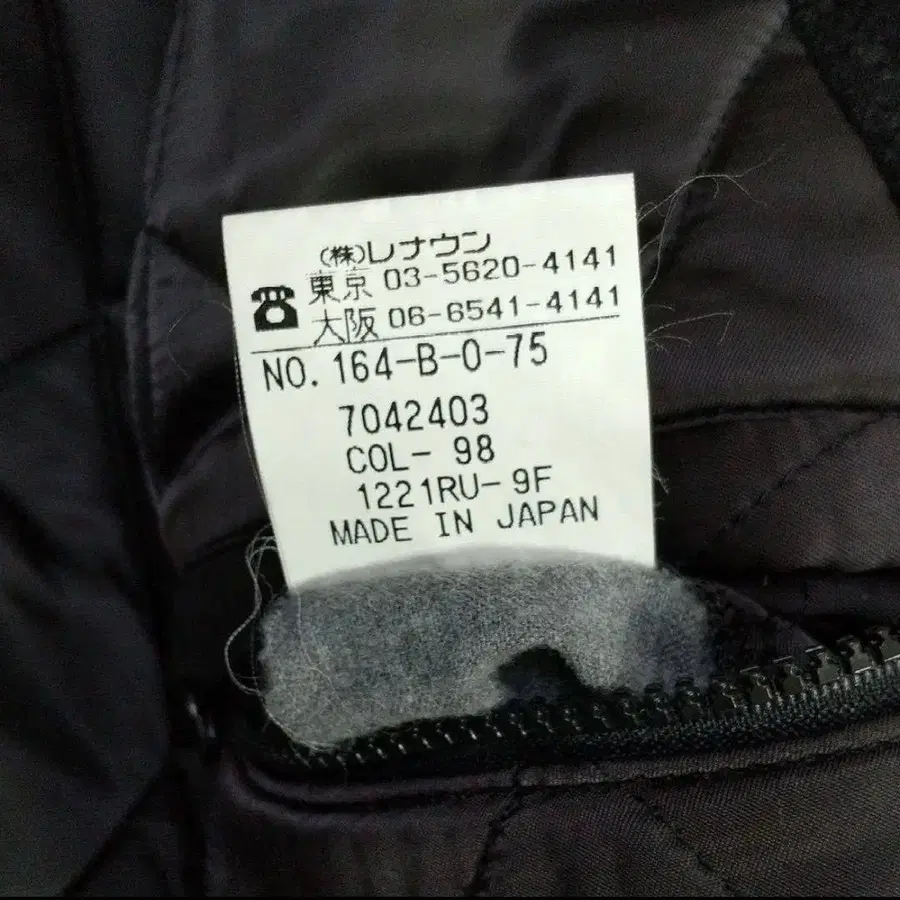 (株)レナウン
東京 03-5620-4141
大阪 06-6541-4141
NO. 164-B-0-75
7042403
COL- 98
1221RU- 9F
MADE IN JAPAN